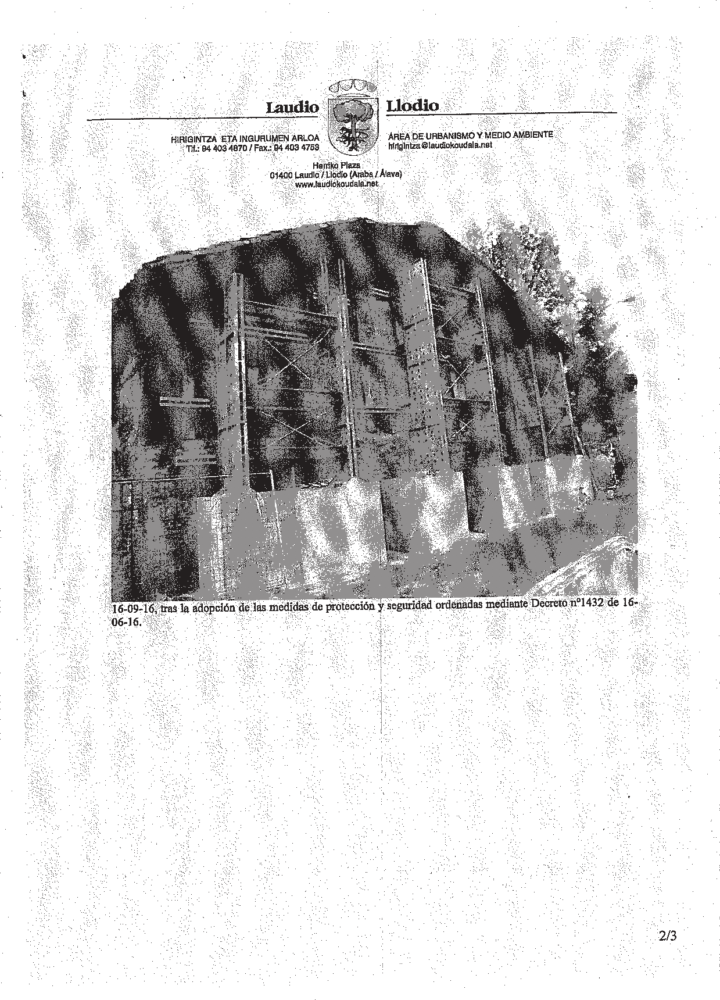 Laudio Llodio
HIRIGINTZA ETA INGURUMEN ARLOA
Tlf.: 94 403 4870 / Fax.: 94 403 4753
ÁREA DE URBANISMO Y MEDIO AMBIENTE
hirigintza@laudiokoudala.net
Herriko Plaza
01400 Laudio / Llodio (Araba / Álava)
www.laudiokoudala.net
16-09-16, tras la adopción de las medidas de protección y seguridad ordenadas mediante Decreto nº1432 de 16-
06-16.
2/3